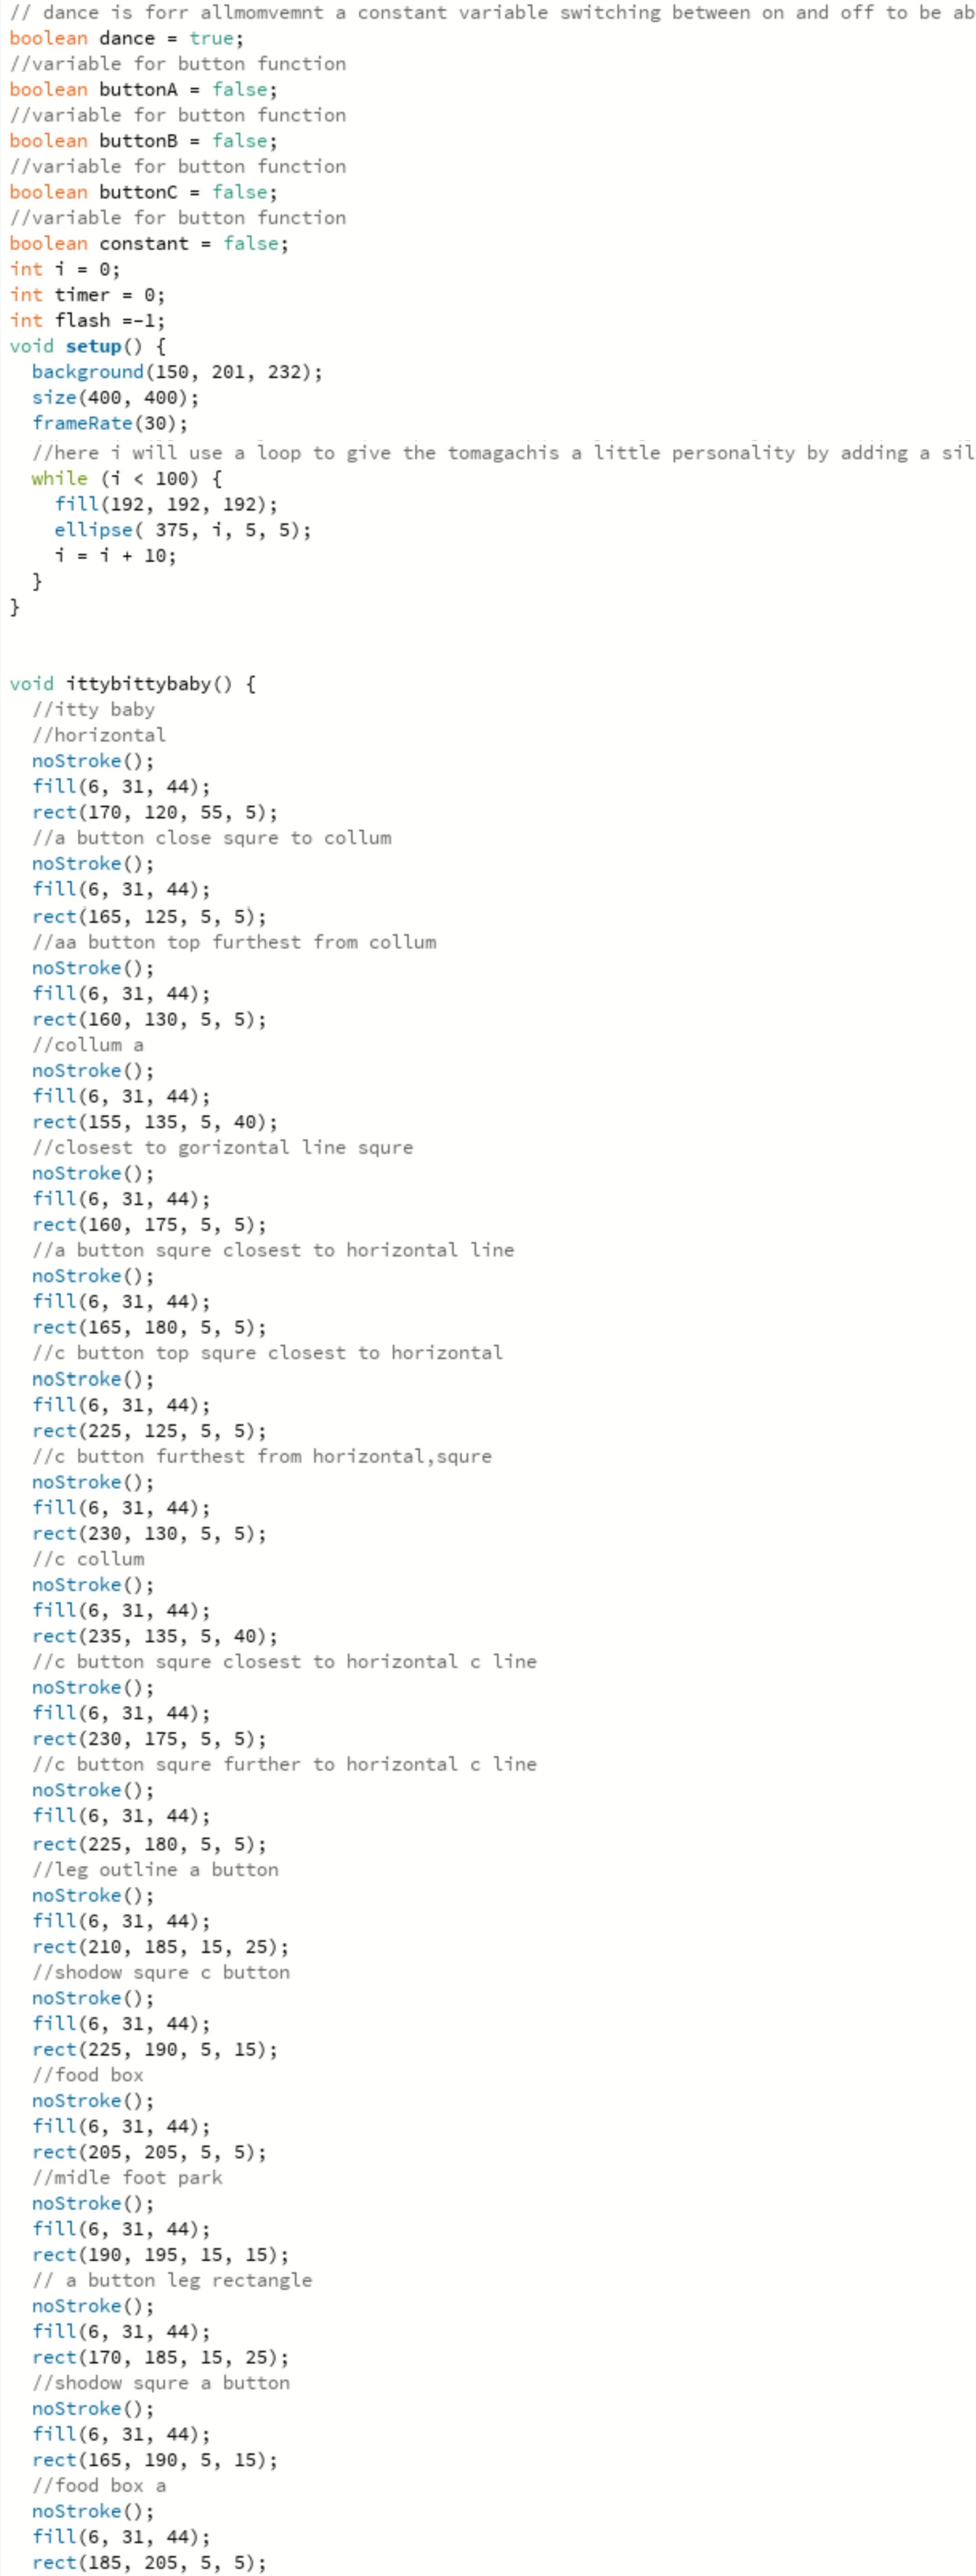 // dance is forr allmomvemnt a constant variable switching between on and off to be ab
boolean dance = true;
//variable for button function
boolean buttonA = false;
//variable for button function
boolean buttonB = false;
//variable for button function
boolean buttonC = false;
//variable for button function
boolean constant = false;
int i = 0;
int timer = 0;
int flash =-1;
void setup() {
  background(150, 201, 232);
  size(400, 400);
  frameRate(30);
  //here i will use a loop to give the tomagachis a little personality by adding a sil
  while (i < 100) {
    fill(192, 192, 192);
    ellipse( 375, i, 5, 5);
    i = i + 10;
  }
}
void ittybittybaby() {
  //itty baby
  //horizontal
  noStroke();
  fill(6, 31, 44);
  rect(170, 120, 55, 5);
  //a button close squre to collum
  noStroke();
  fill(6, 31, 44);
  rect(165, 125, 5, 5);
  //aa button top furthest from collum
  noStroke();
  fill(6, 31, 44);
  rect(160, 130, 5, 5);
  //collum a
  noStroke();
  fill(6, 31, 44);
  rect(155, 135, 5, 40);
  //closest to gorizontal line squre
  noStroke();
  fill(6, 31, 44);
  rect(160, 175, 5, 5);
  //a button squre closest to horizontal line
  noStroke();
  fill(6, 31, 44);
  rect(165, 180, 5, 5);
  //c button top squre closest to horizontal
  noStroke();
  fill(6, 31, 44);
  rect(225, 125, 5, 5);
  //c button furthest from horizontal,squre
  noStroke();
  fill(6, 31, 44);
  rect(230, 130, 5, 5);
  //c collum
  noStroke();
  fill(6, 31, 44);
  rect(235, 135, 5, 40);
  //c button squre closest to horizontal c line
  noStroke();
  fill(6, 31, 44);
  rect(230, 175, 5, 5);
  //c button squre further to horizontal c line
  noStroke();
  fill(6, 31, 44);
  rect(225, 180, 5, 5);
  //leg outline a button
  noStroke();
  fill(6, 31, 44);
  rect(210, 185, 15, 25);
  //shodow squre c button
  noStroke();
  fill(6, 31, 44);
  rect(225, 190, 5, 15);
  //food box
  noStroke();
  fill(6, 31, 44);
  rect(205, 205, 5, 5);
  //midle foot park
  noStroke();
  fill(6, 31, 44);
  rect(190, 195, 15, 15);
  // a button leg rectangle
  noStroke();
  fill(6, 31, 44);
  rect(170, 185, 15, 25);
  //shodow squre a button
  noStroke();
  fill(6, 31, 44);
  rect(165, 190, 5, 15);
  //food box a
  noStroke();
  fill(6, 31, 44);
  rect(185, 205, 5, 5);